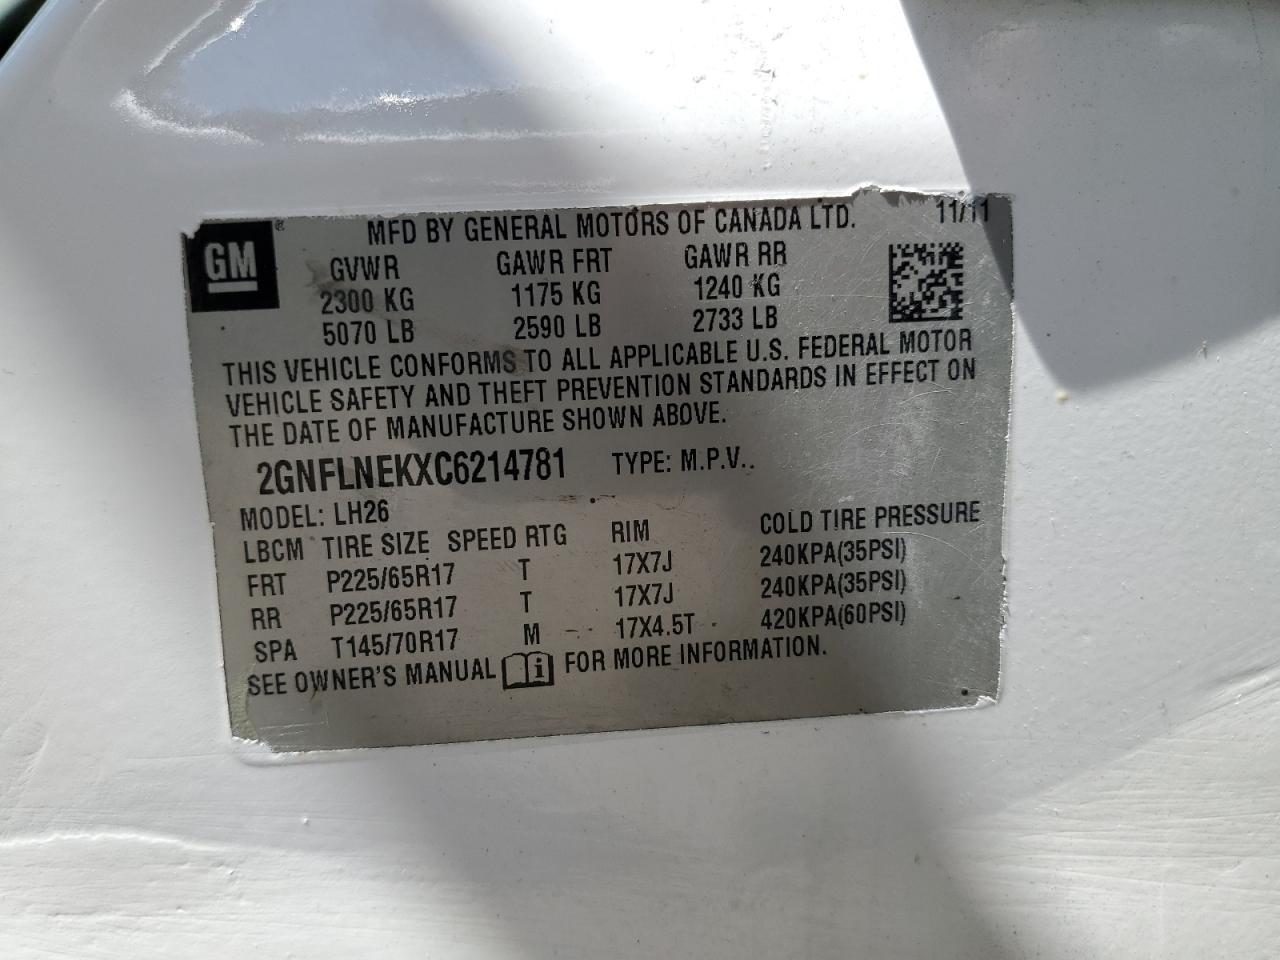 GM ® MFD BY GENERAL MOTORS OF CANADA LTD. 11/11
GVWR GAWR FRT GAWR RR
2300 KG 1175 KG 1240 KG
5070 LB 2590 LB 2733 LB
THIS VEHICLE CONFORMS TO ALL APPLICABLE U.S. FEDERAL MOTOR
VEHICLE SAFETY AND THEFT PREVENTION STANDARDS IN EFFECT ON
THE DATE OF MANUFACTURE SHOWN ABOVE.
2GNFLNEKXC6214781 TYPE: M.P.V..
MODEL: LH26
LBCM TIRE SIZE SPEED RTG RIM COLD TIRE PRESSURE
FRT P225/65R17 T 17X7J 240KPA(35PSI)
RR P225/65R17 T 17X7J 240KPA(35PSI)
SPA T145/70R17 M 17X4.5T 420KPA(60PSI)
SEE OWNER'S MANUAL i FOR MORE INFORMATION.